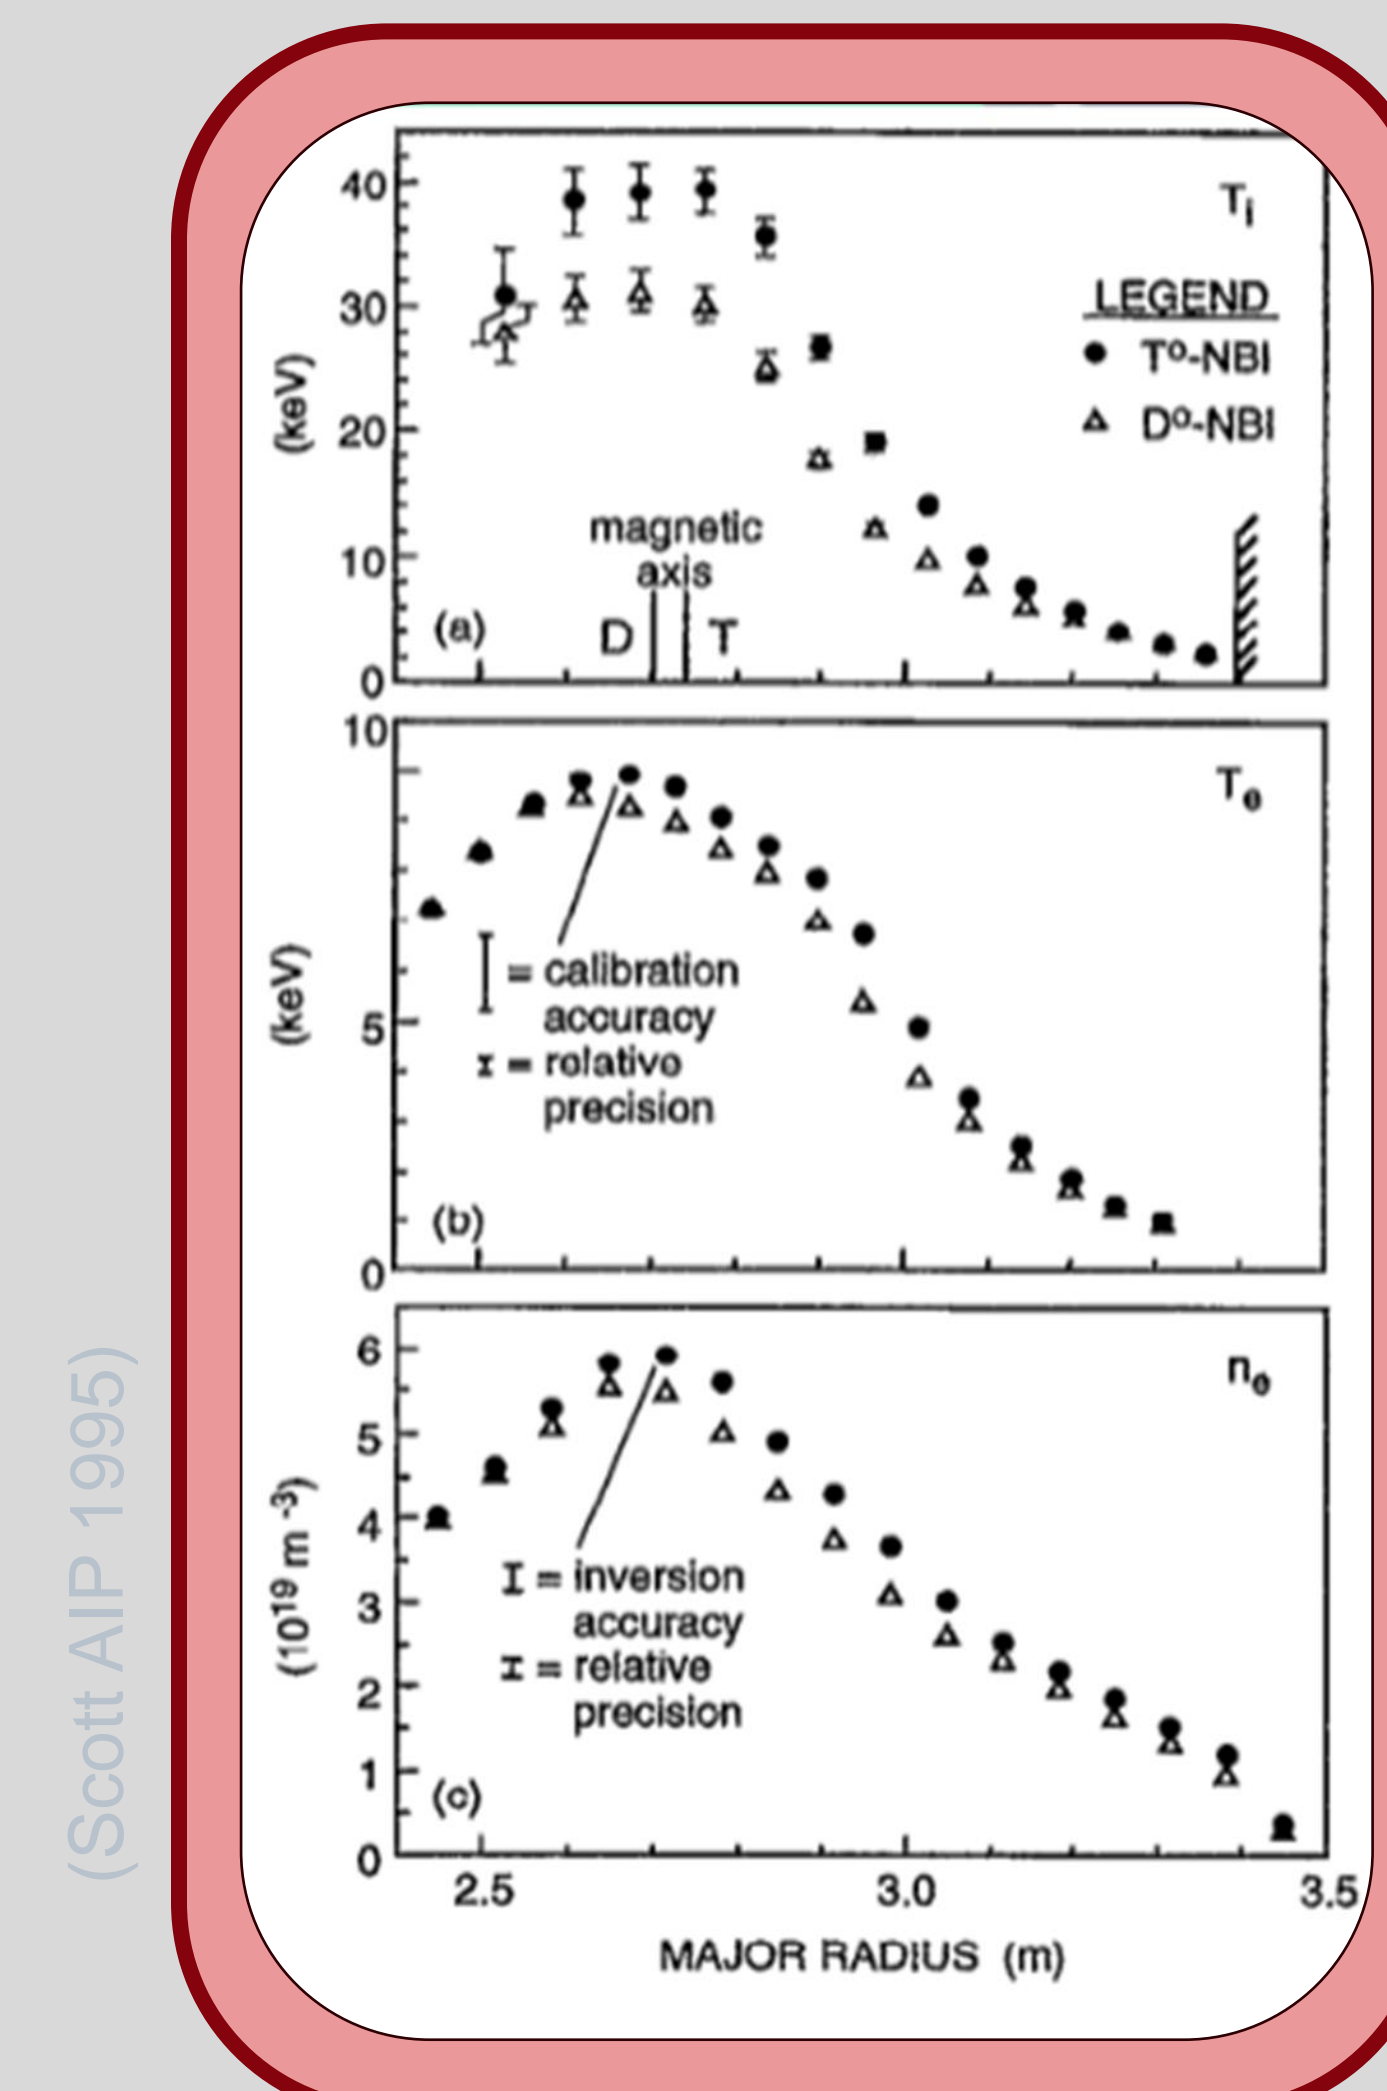 40
30
20
10
0
(keV)
Ti
LEGEND
T⁰-NBI
D⁰-NBI
magnetic
axis
D
T
(a)
10
5
0
(keV)
Te
= calibration
accuracy
= relative
precision
(b)
6
5
4
3
2
1
0
(10¹⁹ m⁻³)
ne
= inversion
accuracy
= relative
precision
(c)
2.5 3.0 3.5
MAJOR RADIUS (m)
(Scott AIP 1995)